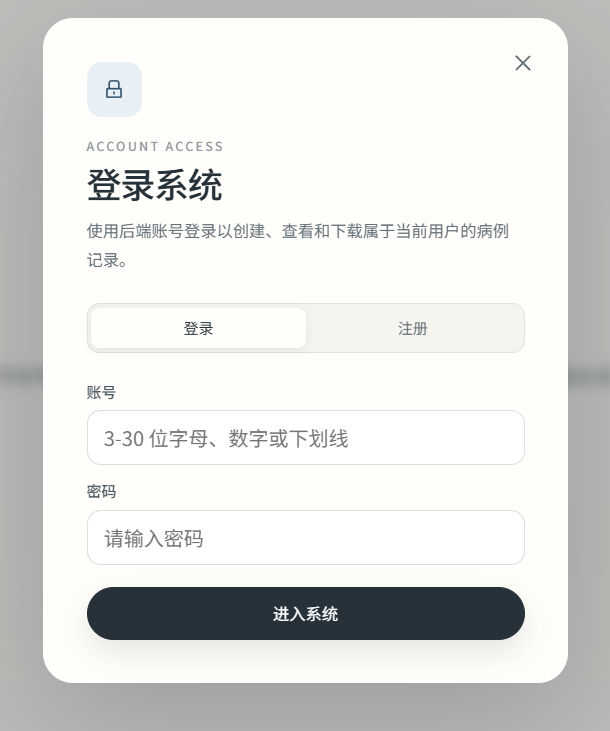 ACCOUNT ACCESS
登录系统
使用后端账号登录以创建、查看和下载属于当前用户的病例
记录。
登录
注册
账号
3-30 位字母、数字或下划线
密码
请输入密码
进入系统